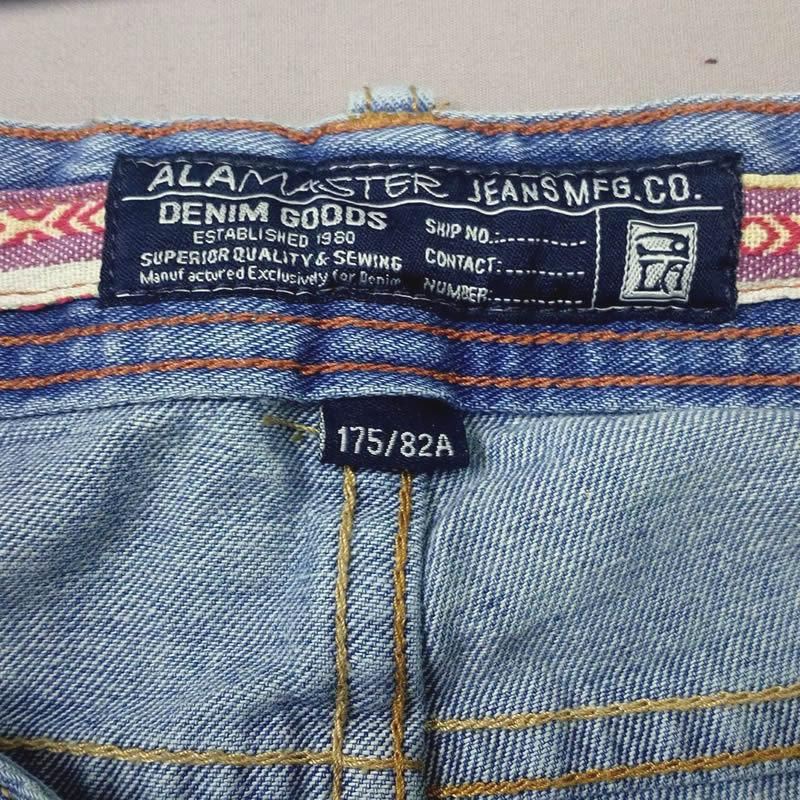 ALAMASTER JEANS MFG.CO.
DENIM GOODS
ESTABLISHED 1980
SUPERIOR QUALITY & SEWING
Manufactured Exclusively for Denim
SHIP NO.:
CONTACT:
NUMBER:
175/82A